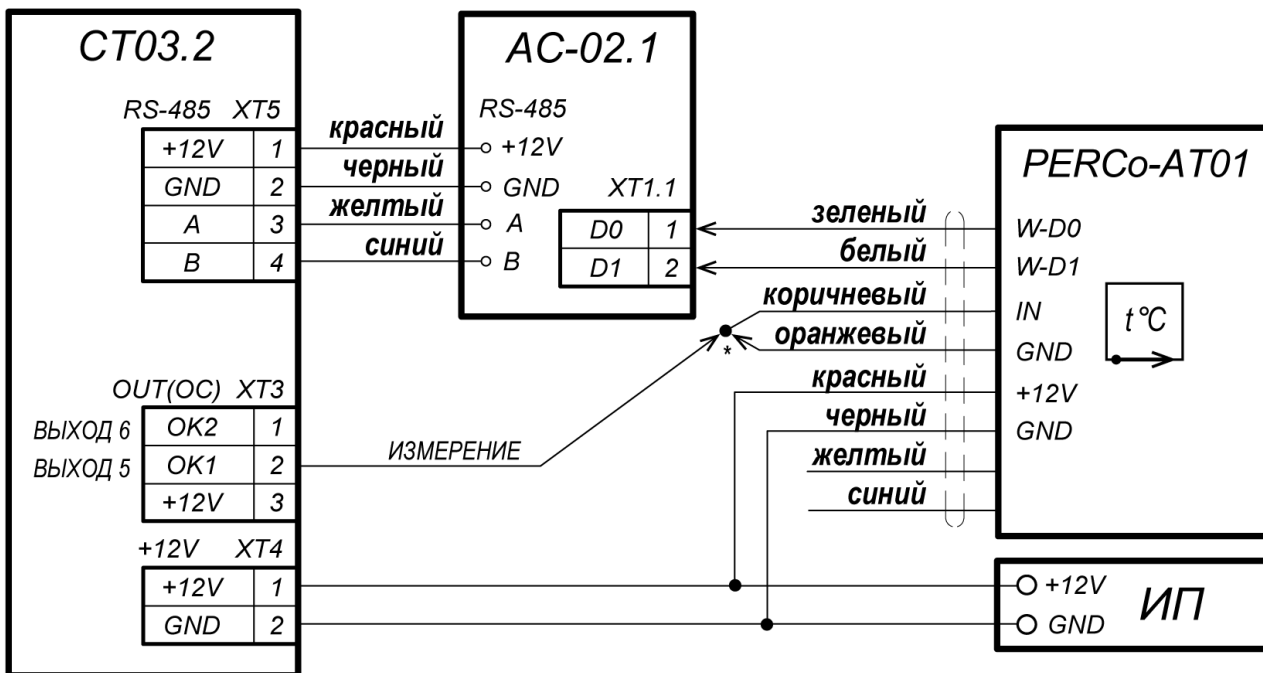 CT03.2
RS-485 XT5
+12V 1
GND 2
A 3
B 4
OUT(OC) XT3
ВЫХОД 6 OK2 1
ВЫХОД 5 OK1 2
+12V 3
+12V XT4
+12V 1
GND 2
красный
черный
желтый
синий
ИЗМЕРЕНИЕ
AC-02.1
RS-485
+12V
GND
A
B
XT1.1
D0 1
D1 2
*
зеленый
белый
коричневый
оранжевый
красный
черный
желтый
синий
PERCo-AT01
W-D0
W-D1
IN
GND
+12V
GND
t°C
+12V
GND
ИП